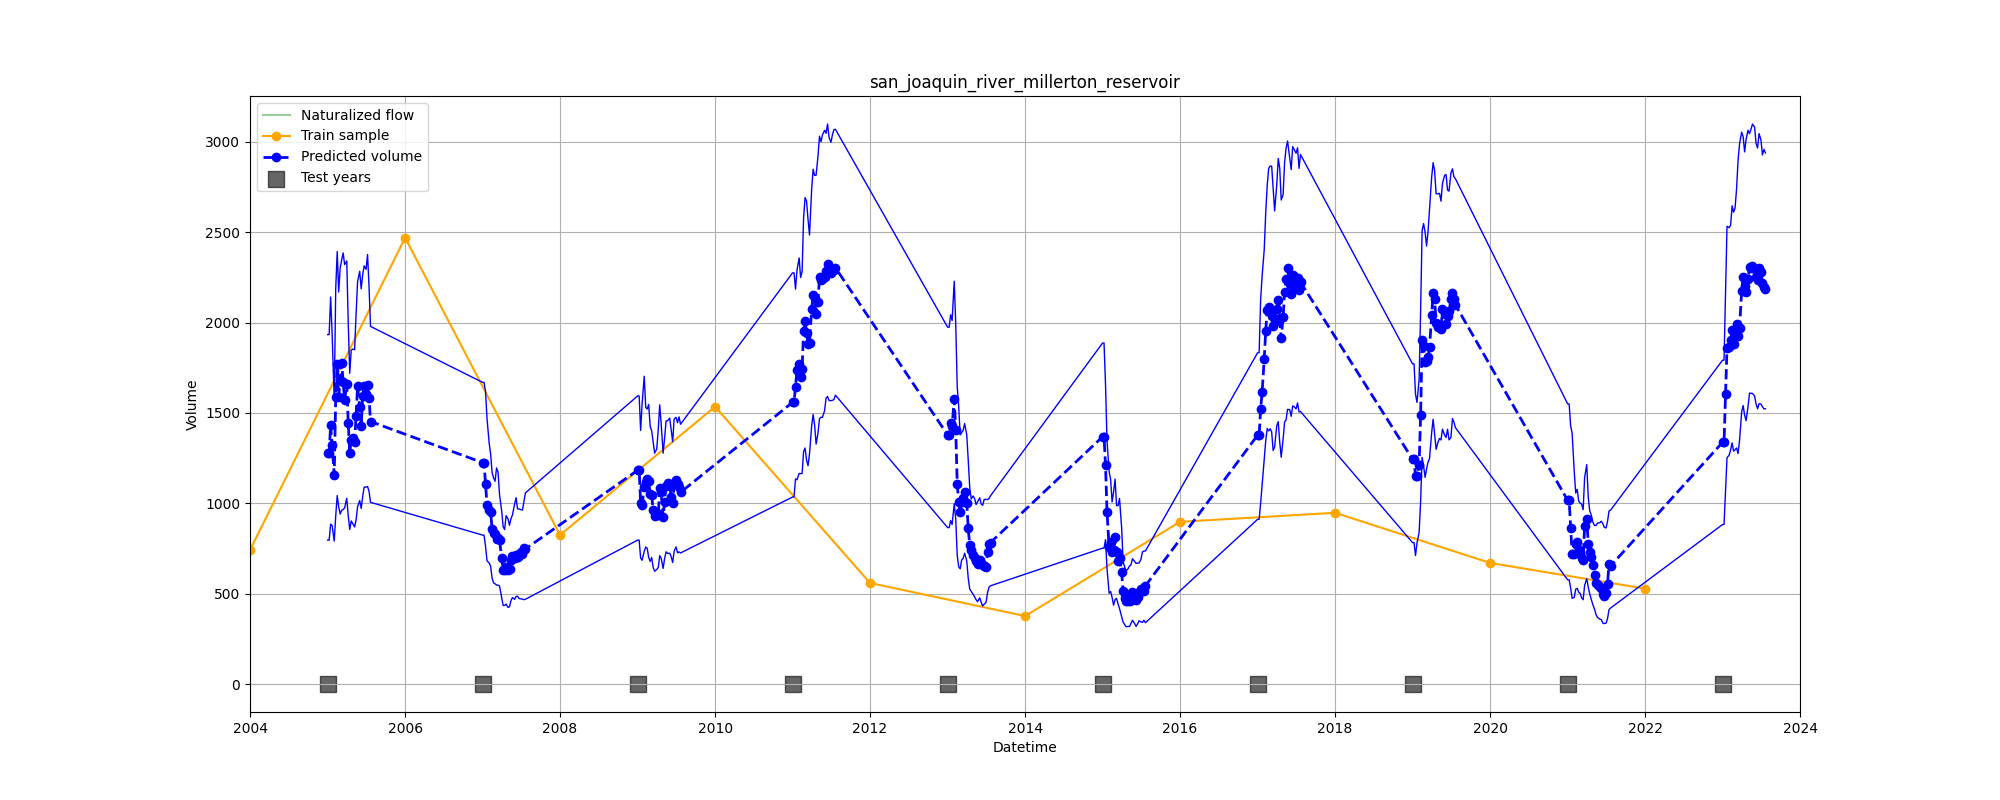 san_joaquin_river_millerton_reservoir
Naturalized flow
Train sample
Predicted volume
Test years
Volume
3000
2500
2000
1500
1000
500
0
2004 2006 2008 2010 2012 2014 2016 2018 2020 2022 2024
Datetime